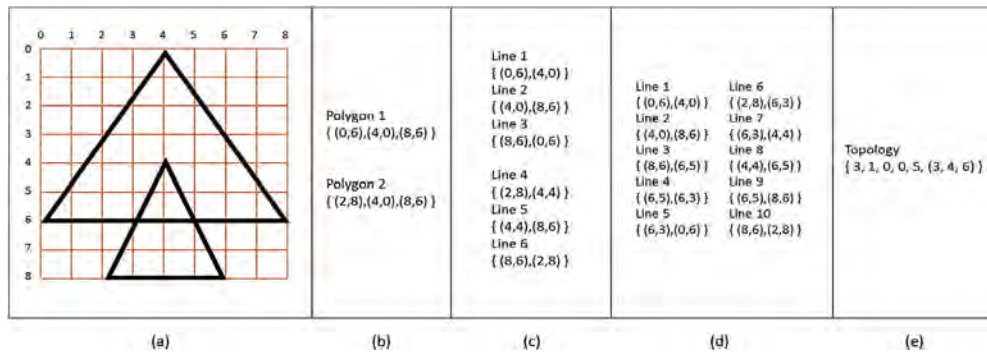 0 1 2 3 4 5 6 7 8
0
1
2
3
4
5
6
7
8
Polygon 1
{ (0,6),(4,0),(8,6) }
Polygon 2
{ (2,8),(4,0),(8,6) }
Line 1
{ (0,6),(4,0) }
Line 2
{ (4,0),(8,6) }
Line 3
{ (8,6),(0,6) }
Line 4
{ (2,8),(4,4) }
Line 5
{ (4,4),(8,6) }
Line 6
{ (8,6),(2,8) }
Line 1
{ (0,6),(4,0) }
Line 2
{ (4,0),(8,6) }
Line 3
{ (8,6),(6,5) }
Line 4
{ (6,5),(6,3) }
Line 5
{ (6,3),(0,6) }
Line 6
{ (2,8),(6,3) }
Line 7
{ (6,3),(4,4) }
Line 8
{ (4,4),(6,5) }
Line 9
{ (6,5),(8,6) }
Line 10
{ (8,6),(2,8) }
Topology
{ 3, 1, 0, 0, 5, (3, 4, 6) }
(a) (b) (c) (d) (e)